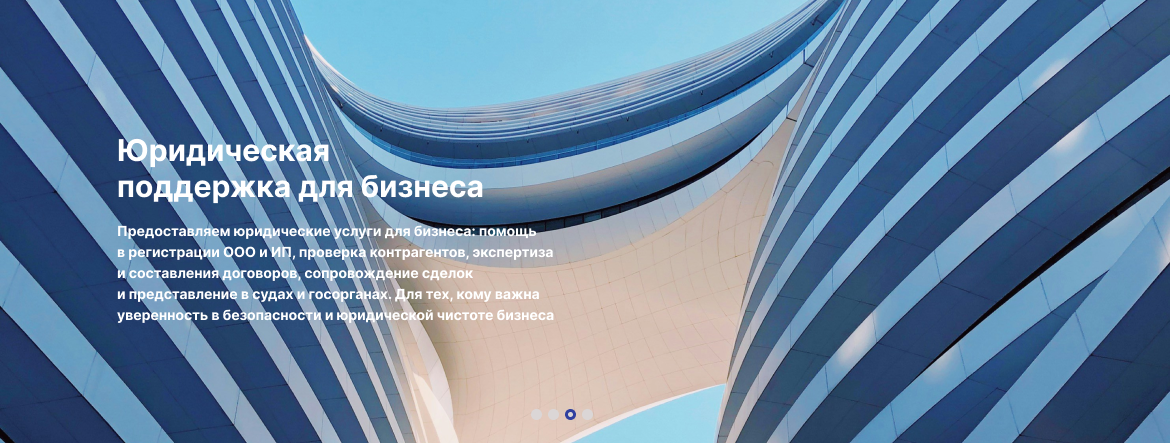 Юридическая
поддержка для бизнеса
Предоставляем юридические услуги для бизнеса: помощь
в регистрации ООО и ИП, проверка контрагентов, экспертиза
и составления договоров, сопровождение сделок
и представление в судах и госорганах. Для тех, кому важна
уверенность в безопасности и юридической чистоте бизнеса